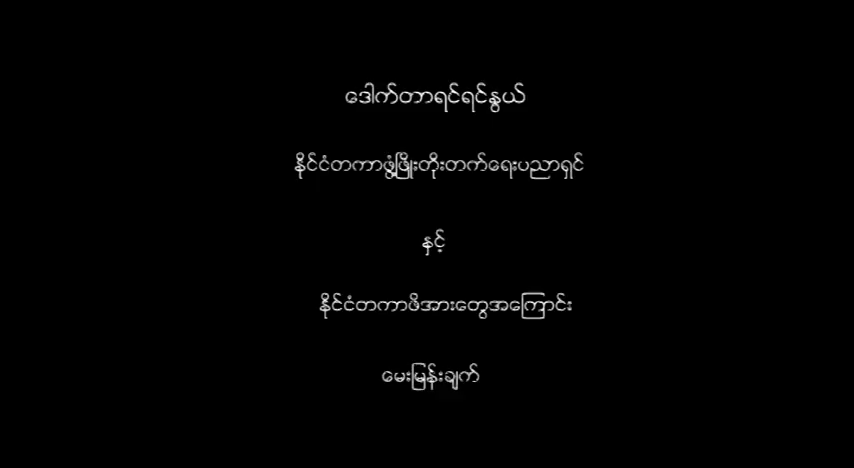 ဒေါက်တာရင်ရင်နွယ်
နိုင်ငံတကာဖွံ့ဖြိုးတိုးတက်ရေးပညာရှင်
နှင့်
နိုင်ငံတကာဖိအားတွေအကြောင်း
မေးမြန်းချက်